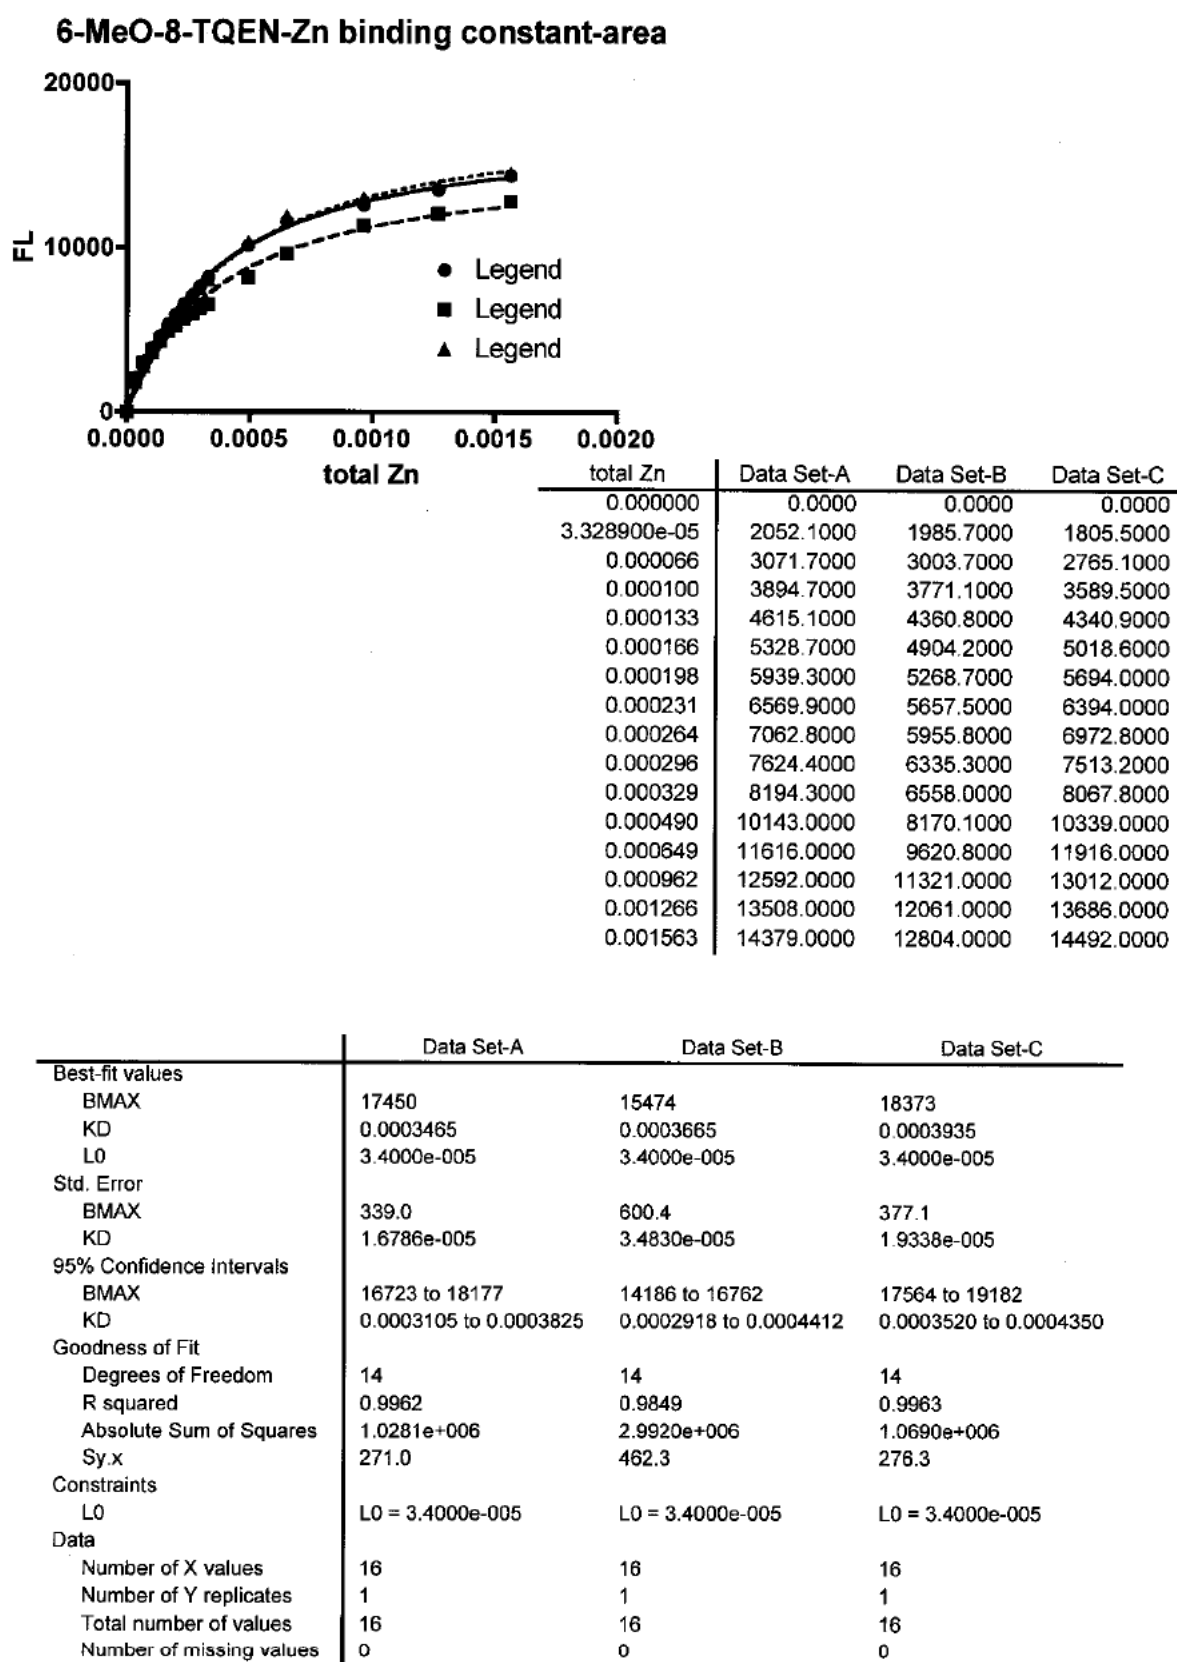 6-MeO-8-TQEN-Zn binding constant-area
20000
10000
0
FL
Legend
Legend
Legend
0.0000 0.0005 0.0010 0.0015 0.0020
total Zn
total Zn Data Set-A Data Set-B Data Set-C
0.000000 0.0000 0.0000 0.0000
3.328900e-05 2052.1000 1985.7000 1805.5000
0.000066 3071.7000 3003.7000 2765.1000
0.000100 3894.7000 3771.1000 3589.5000
0.000133 4615.1000 4360.8000 4340.9000
0.000166 5328.7000 4904.2000 5018.6000
0.000198 5939.3000 5268.7000 5694.0000
0.000231 6569.9000 5657.5000 6394.0000
0.000264 7062.8000 5955.8000 6972.8000
0.000296 7624.4000 6335.3000 7513.2000
0.000329 8194.3000 6558.0000 8067.8000
0.000490 10143.0000 8170.1000 10339.0000
0.000649 11616.0000 9620.8000 11916.0000
0.000962 12592.0000 11321.0000 13012.0000
0.001266 13508.0000 12061.0000 13686.0000
0.001563 14379.0000 12804.0000 14492.0000
Data Set-A Data Set-B Data Set-C
Best-fit values
BMAX 17450 15474 18373
KD 0.0003465 0.0003665 0.0003935
L0 3.4000e-005 3.4000e-005 3.4000e-005
Std. Error
BMAX 339.0 600.4 377.1
KD 1.6786e-005 3.4830e-005 1.9338e-005
95% Confidence Intervals
BMAX 16723 to 18177 14186 to 16762 17564 to 19182
KD 0.0003105 to 0.0003825 0.0002918 to 0.0004412 0.0003520 to 0.0004350
Goodness of Fit
Degrees of Freedom 14 14 14
R squared 0.9962 0.9849 0.9963
Absolute Sum of Squares 1.0281e+006 2.9920e+006 1.0690e+006
Sy.x 271.0 462.3 276.3
Constraints
L0 L0 = 3.4000e-005 L0 = 3.4000e-005 L0 = 3.4000e-005
Data
Number of X values 16 16 16
Number of Y replicates 1 1 1
Total number of values 16 16 16
Number of missing values 0 0 0